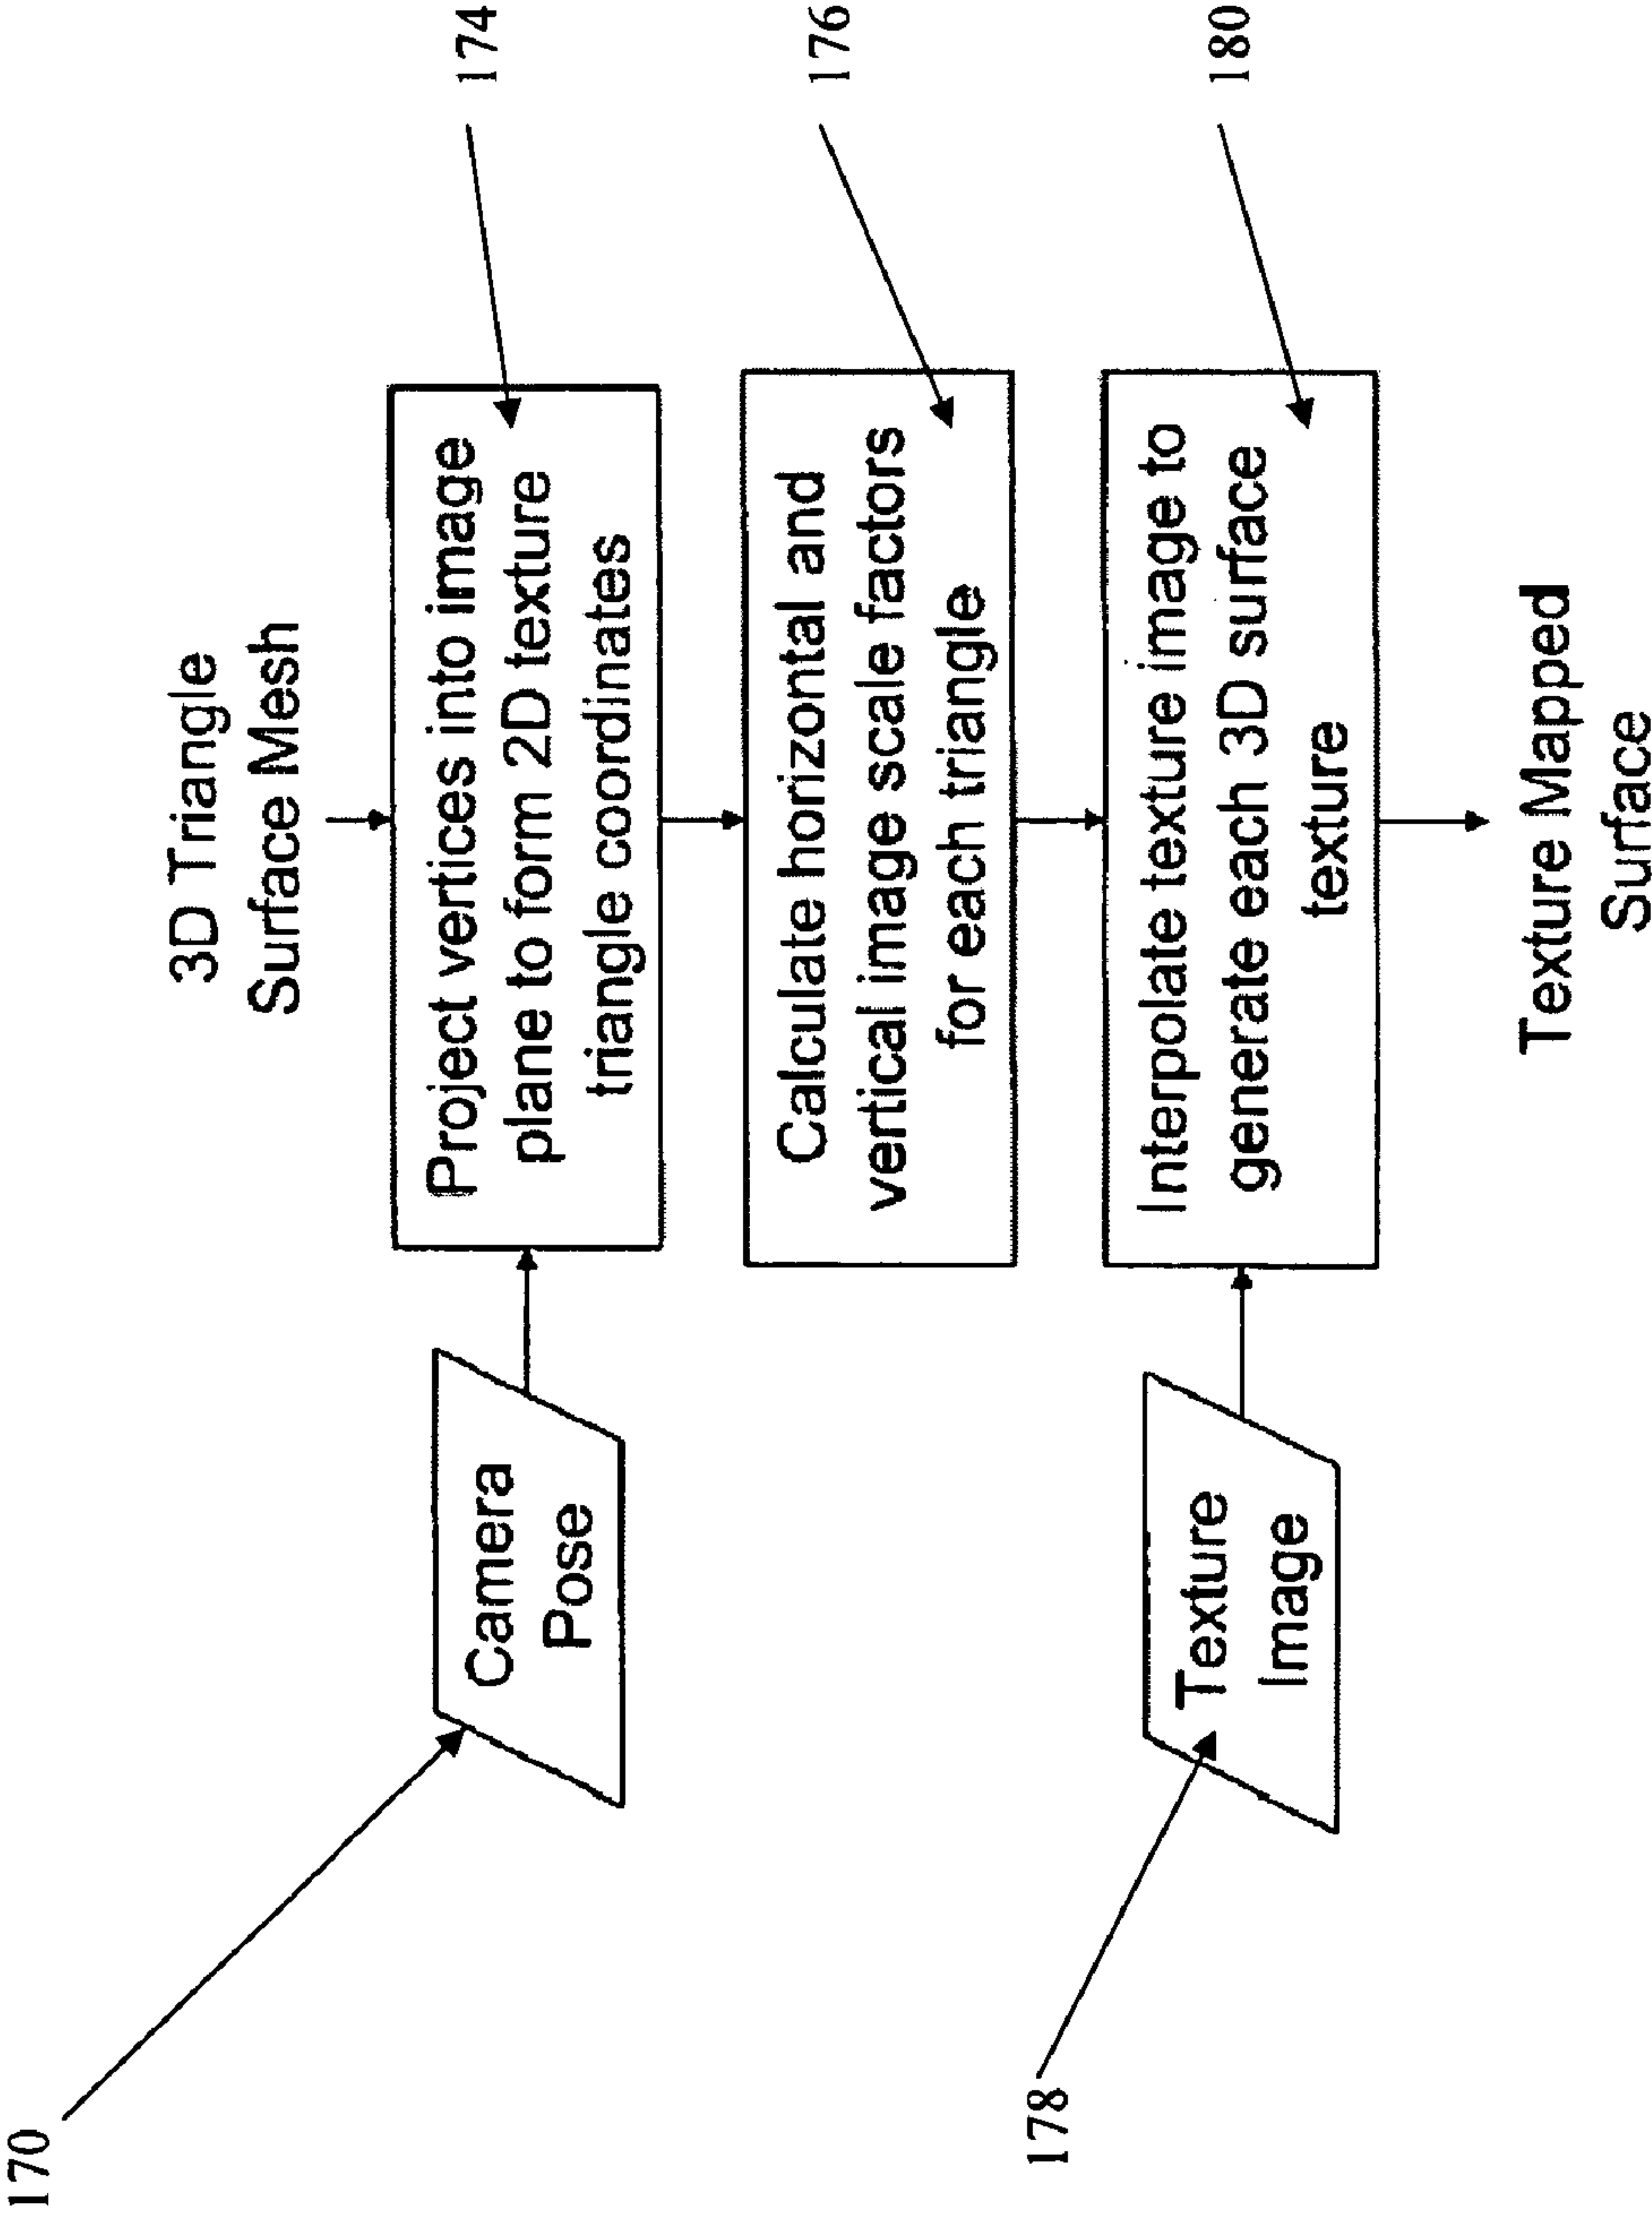 3D Triangle
Surface Mesh
170
Camera
Pose
Project vertices into image
plane to form 2D texture
triangle coordinates
174
Calculate horizontal and
vertical image scale factors
for each triangle
176
178
Texture
Image
Interpolate texture image to
generate each 3D surface
texture
180
Texture Mapped
Surface